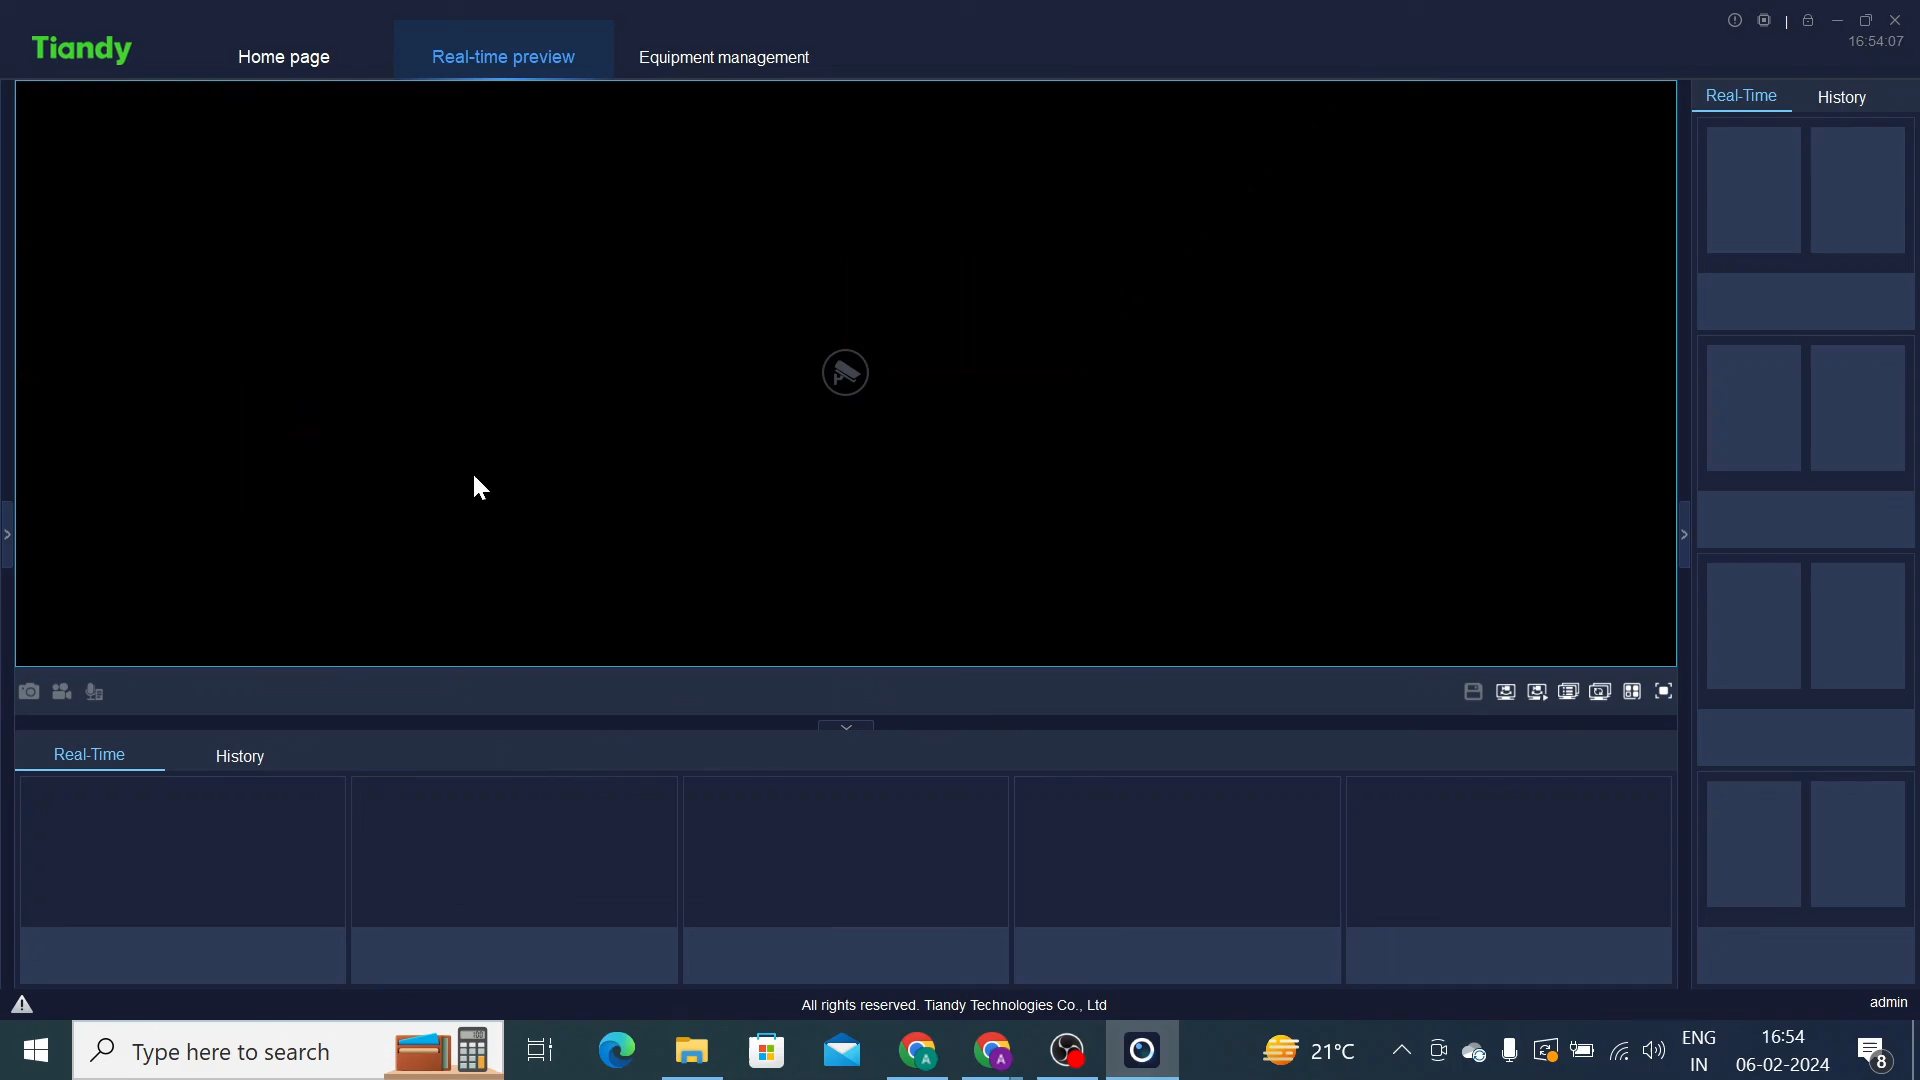 Tiandy
Home page
Real-time preview
Equipment management
16:54:07
Real-Time
History
Real-Time
History
All rights reserved. Tiandy Technologies Co., Ltd
admin
Type here to search
21°C
ENG
IN
16:54
06-02-2024
8